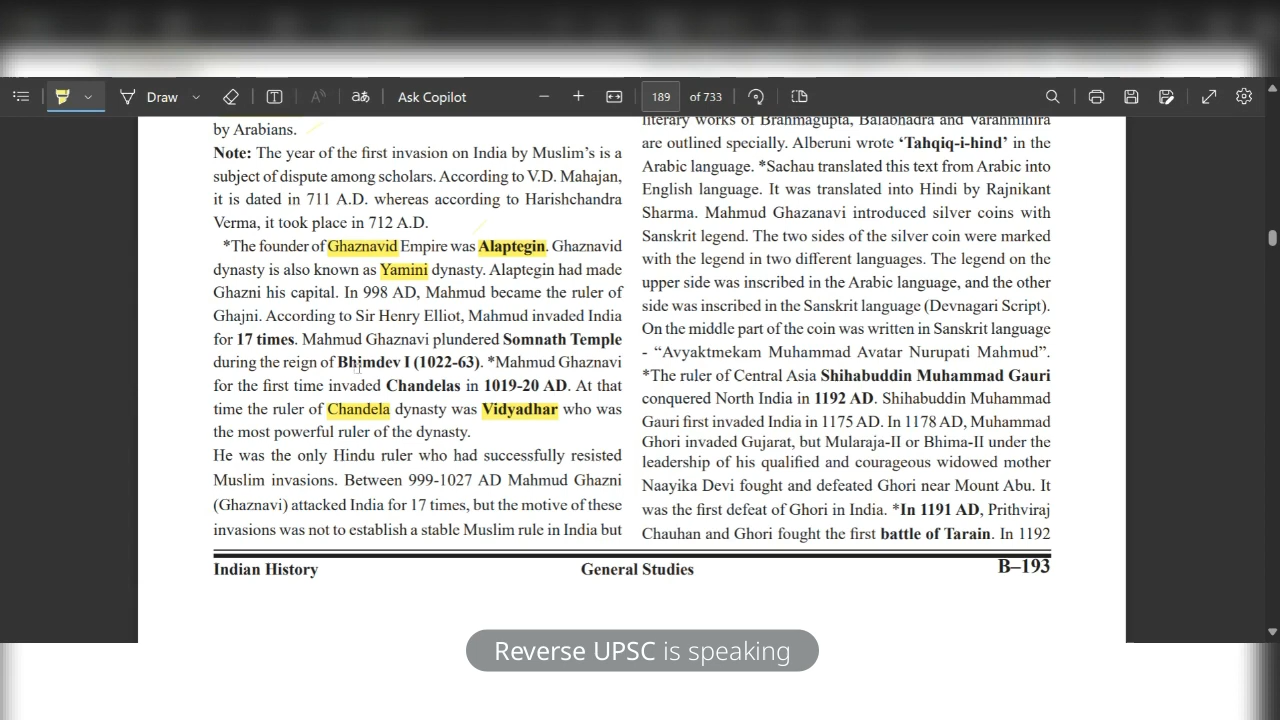 Draw
Ask Copilot
189
of 733
by Arabians.
Note: The year of the first invasion on India by Muslim's is a
subject of dispute among scholars. According to V.D. Mahajan,
it is dated in 711 A.D. whereas according to Harishchandra
Verma, it took place in 712 A.D.
*The founder of Ghaznavid Empire was Alaptegin. Ghaznavid
dynasty is also known as Yamini dynasty. Alaptegin had made
Ghazni his capital. In 998 AD, Mahmud became the ruler of
Ghajni. According to Sir Henry Elliot, Mahmud invaded India
for 17 times. Mahmud Ghaznavi plundered Somnath Temple
during the reign of Bhimdev I (1022-63). *Mahmud Ghaznavi
for the first time invaded Chandelas in 1019-20 AD. At that
time the ruler of Chandela dynasty was Vidyadhar who was
the most powerful ruler of the dynasty.
He was the only Hindu ruler who had successfully resisted
Muslim invasions. Between 999-1027 AD Mahmud Ghazni
(Ghaznavi) attacked India for 17 times, but the motive of these
invasions was not to establish a stable Muslim rule in India but
literary works of Brahmagupta, Balabhadra and Varahmihira
are outlined specially. Alberuni wrote ‘Tahqiq-i-hind’ in the
Arabic language. *Sachau translated this text from Arabic into
English language. It was translated into Hindi by Rajnikant
Sharma. Mahmud Ghazanavi introduced silver coins with
Sanskrit legend. The two sides of the silver coin were marked
with the legend in two different languages. The legend on the
upper side was inscribed in the Arabic language, and the other
side was inscribed in the Sanskrit language (Devnagari Script).
On the middle part of the coin was written in Sanskrit language
- “Avyaktmekam Muhammad Avatar Nurupati Mahmud”.
*The ruler of Central Asia Shihabuddin Muhammad Gauri
conquered North India in 1192 AD. Shihabuddin Muhammad
Gauri first invaded India in 1175 AD. In 1178 AD, Muhammad
Ghori invaded Gujarat, but Mularaja-II or Bhima-II under the
leadership of his qualified and courageous widowed mother
Naayika Devi fought and defeated Ghori near Mount Abu. It
was the first defeat of Ghori in India. *In 1191 AD, Prithviraj
Chauhan and Ghori fought the first battle of Tarain. In 1192
Indian History
General Studies
B–193
Reverse UPSC is speaking